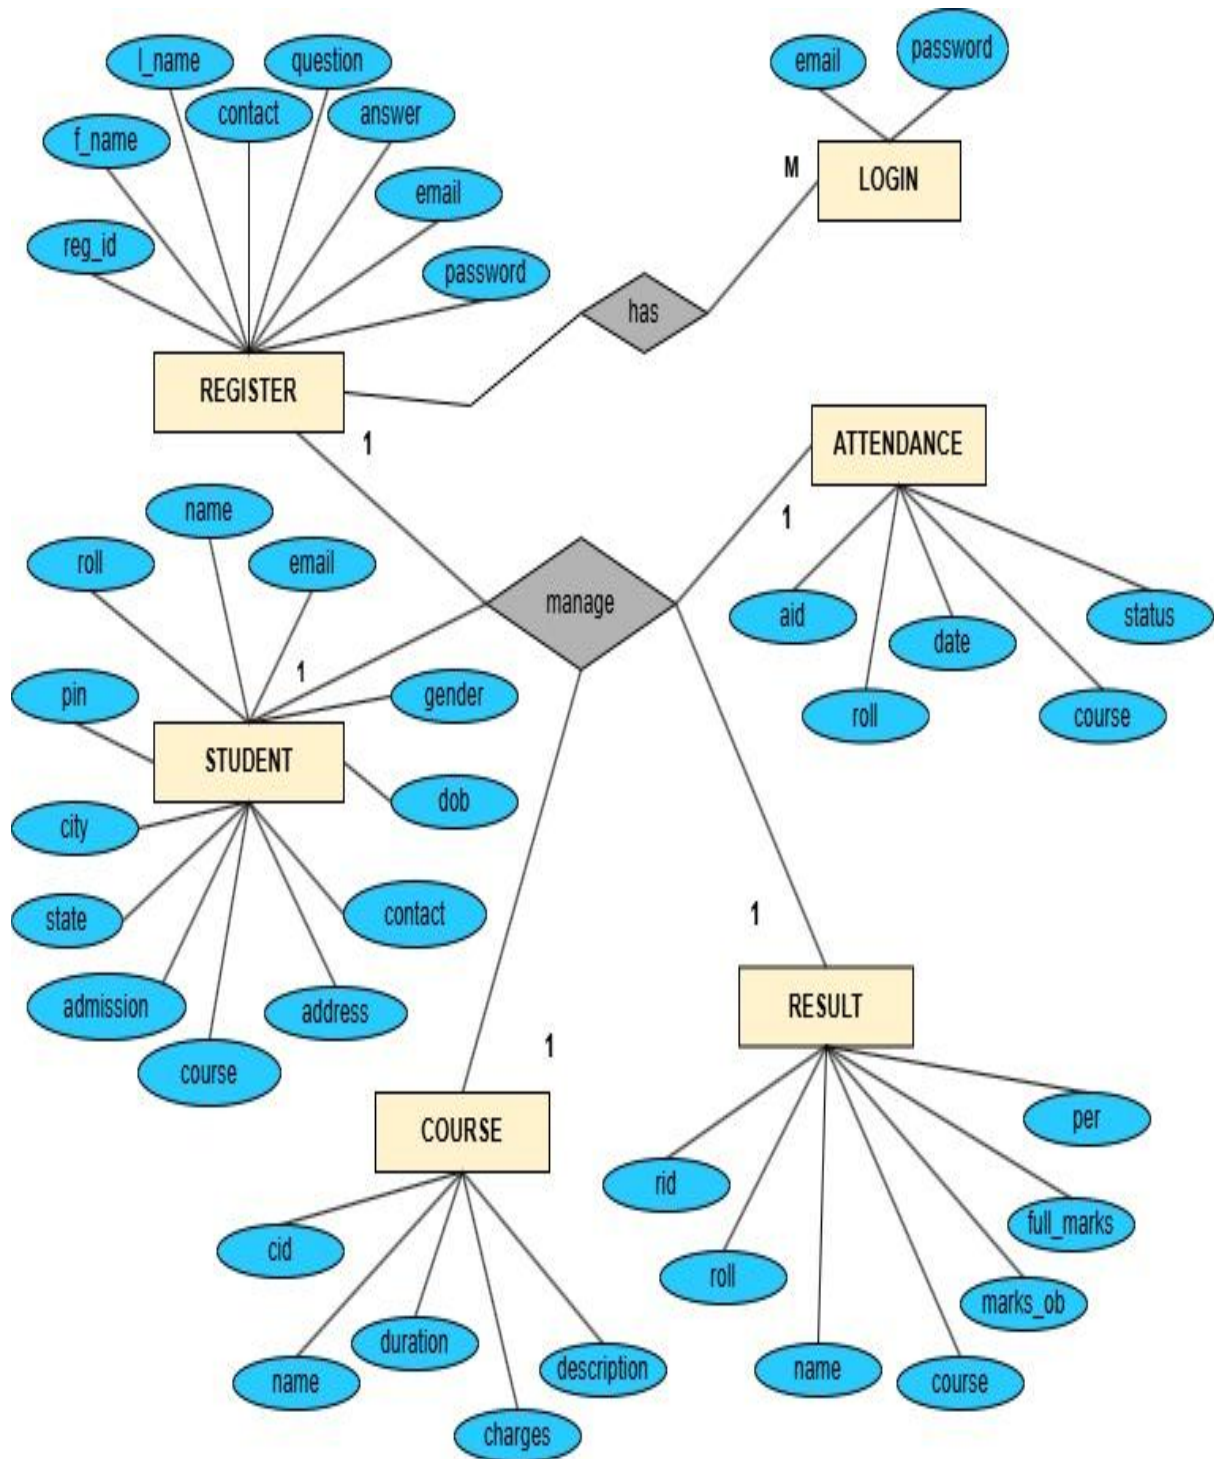 l_name
question
email
password
contact
answer
f_name
M
LOGIN
email
reg_id
password
has
REGISTER
1
ATTENDANCE
name
1
roll
email
manage
aid
status
date
1
pin
gender
roll
course
STUDENT
dob
city
contact
state
1
admission
address
RESULT
course
1
COURSE
per
rid
full_marks
cid
roll
marks_ob
duration
description
name
name
course
charges